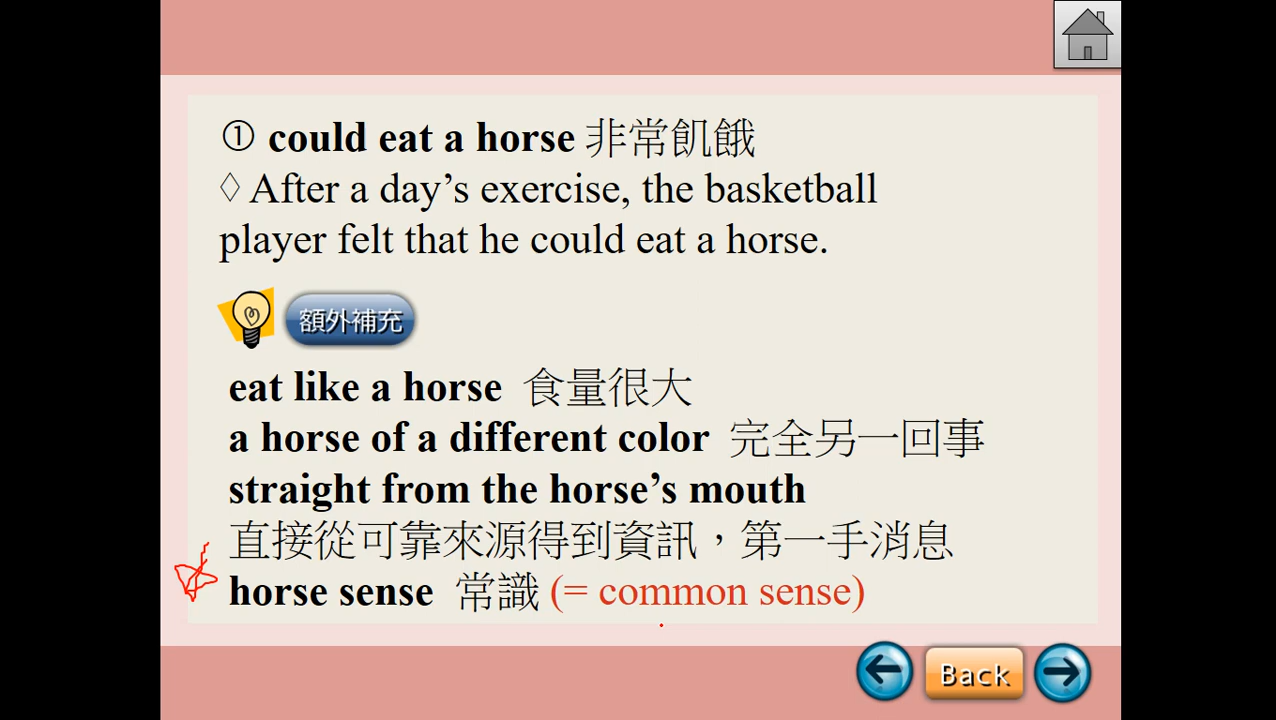 ① could eat a horse 非常飢餓
◊ After a day’s exercise, the basketball
player felt that he could eat a horse.
額外補充
eat like a horse 食量很大
a horse of a different color 完全另一回事
straight from the horse’s mouth
直接從可靠來源得到資訊，第一手消息
horse sense 常識 (= common sense)
Back